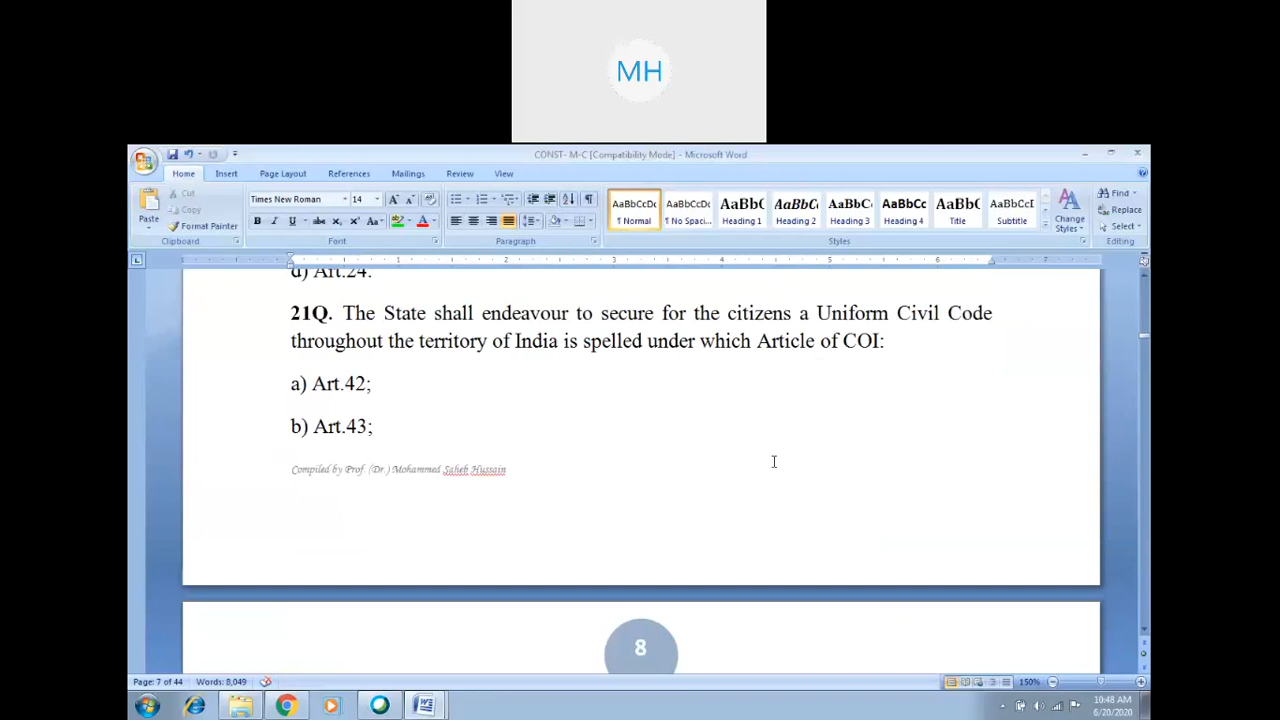 MH
CONST- M-C [Compatibility Mode] - Microsoft Word
Home Insert Page Layout References Mailings Review View
Paste
Cut
Copy
Format Painter
Clipboard
Times New Roman 14
Font
Paragraph
AaBbCcDc ¶ Normal
AaBbCcDc ¶ No Spaci...
AaBbC Heading 1
AaBbC Heading 2
AaBbC Heading 3
AaBbCc Heading 4
AaBbC Title
AaBbCcI Subtitle
Change Styles
Styles
Find
Replace
Select
Editing
d) Art.24.
21Q. The State shall endeavour to secure for the citizens a Uniform Civil Code
throughout the territory of India is spelled under which Article of COI:
a) Art.42;
b) Art.43;
Compiled by Prof. (Dr.) Mohammed Saheb Hussain
8
Page: 7 of 44 Words: 8,049 150%
10:48 AM
6/20/2020